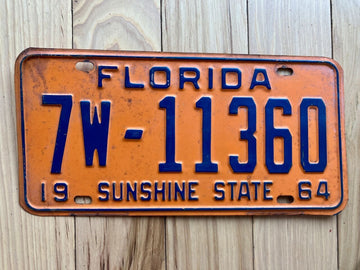 FLORIDA
7W-11360
19 SUNSHINE STATE 64